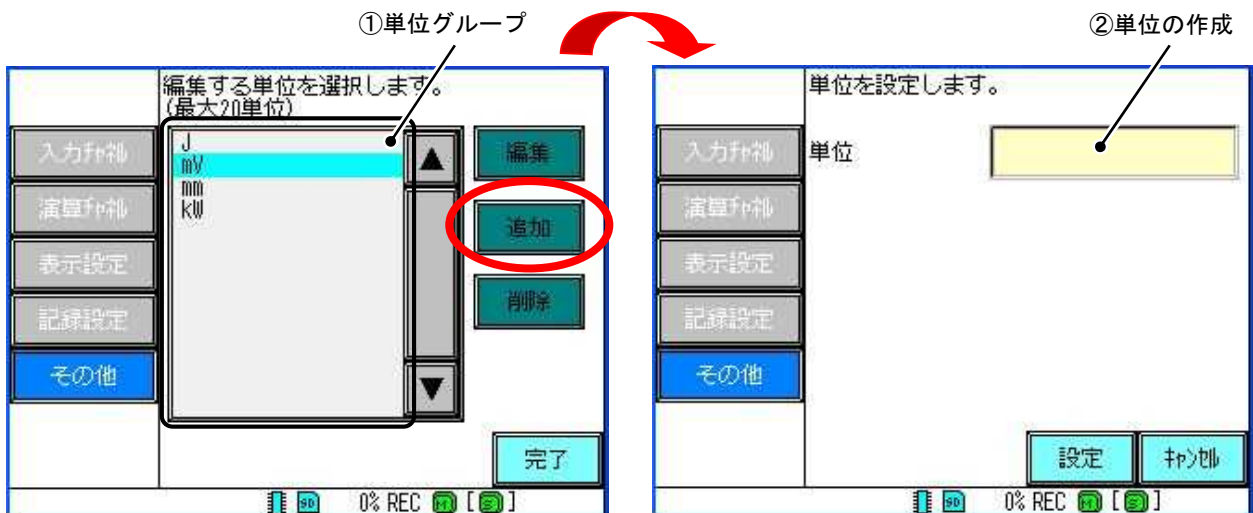 ①単位グループ
②単位の作成
編集する単位を選択します。
(最大20単位)
入力ﾁｬﾈﾙ
演算ﾁｬﾈﾙ
表示設定
記録設定
その他
J
mV
mm
kW
▲
▼
編集
追加
削除
完了
0% REC M [S]
単位を設定します。
入力ﾁｬﾈﾙ
演算ﾁｬﾈﾙ
表示設定
記録設定
その他
単位
設定
ｷｬﾝｾﾙ
SD 0% REC M [S]